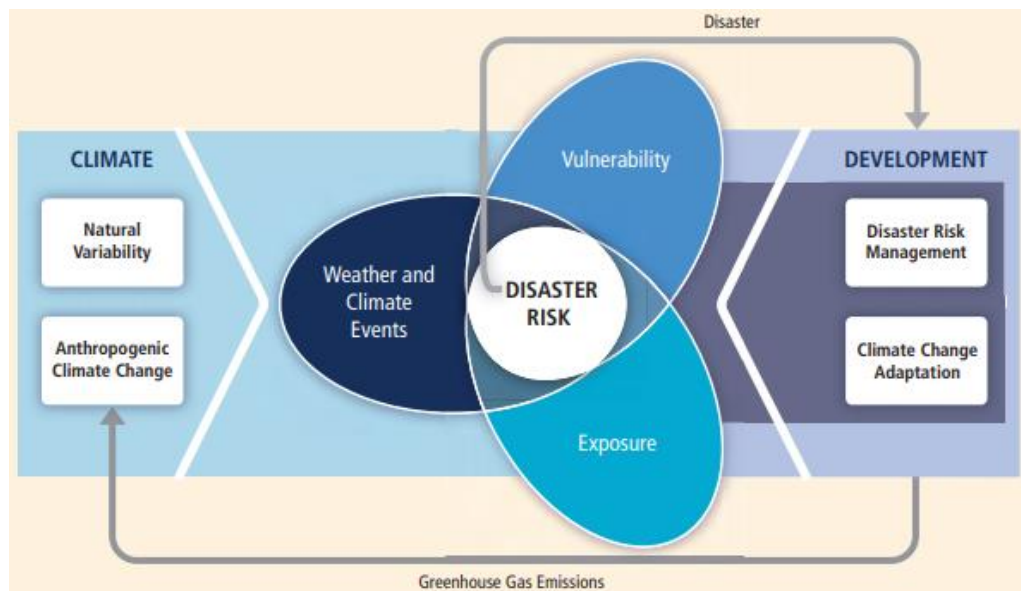 Disaster
CLIMATE
Natural
Variability
Anthropogenic
Climate Change
Vulnerability
Weather and
Climate
Events
DISASTER
RISK
Exposure
DEVELOPMENT
Disaster Risk
Management
Climate Change
Adaptation
Greenhouse Gas Emissions